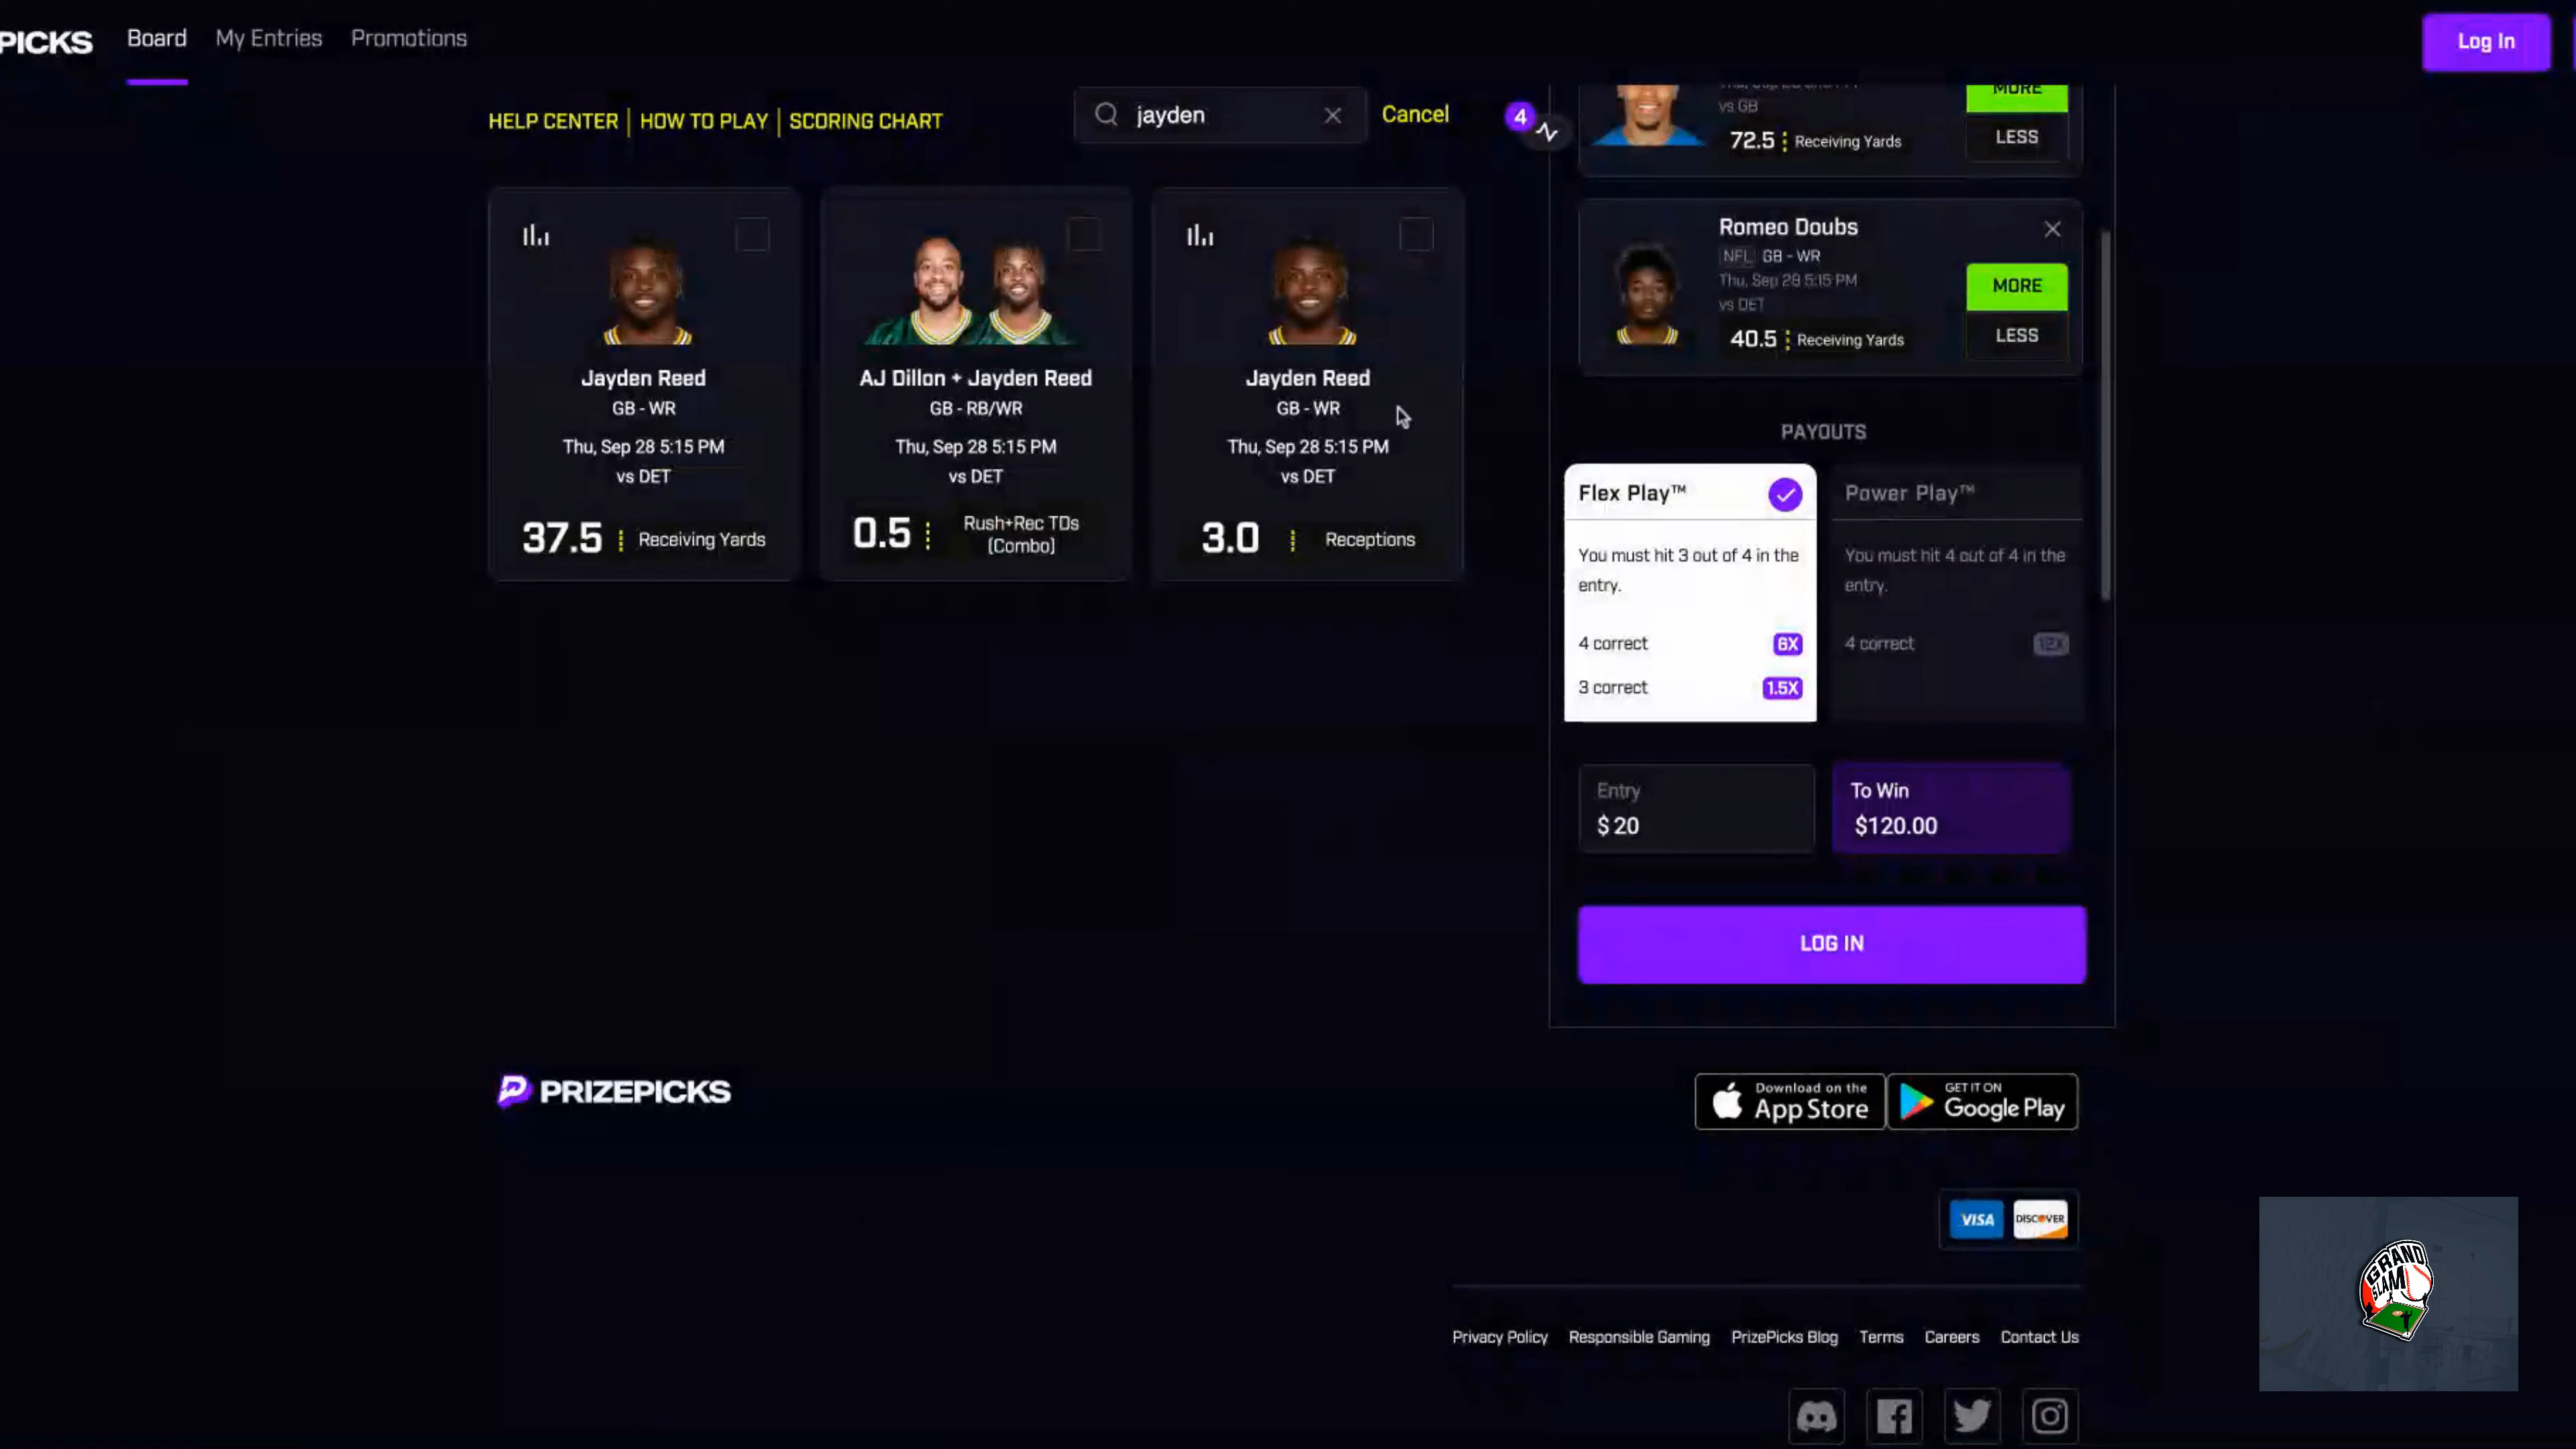 PICKS
Board
My Entries
Promotions
Log In
HELP CENTER | HOW TO PLAY | SCORING CHART
jayden
Cancel
4
Jayden Reed
GB - WR
Thu, Sep 28 5:15 PM
vs DET
37.5 Receiving Yards
AJ Dillon + Jayden Reed
GB - RB/WR
Thu, Sep 28 5:15 PM
vs DET
0.5 Rush+Rec TDs
(Combo)
Jayden Reed
GB - WR
Thu, Sep 28 5:15 PM
vs DET
3.0 Receptions
vs GB
72.5 Receiving Yards
MORE
LESS
Romeo Doubs
NFL GB - WR
Thu, Sep 28 5:15 PM
vs DET
40.5 Receiving Yards
MORE
LESS
PAYOUTS
Flex Play™
You must hit 3 out of 4 in the
entry.
4 correct 6X
3 correct 1.5X
Power Play™
You must hit 4 out of 4 in the
entry.
4 correct 12X
Entry
$ 20
To Win
$120.00
LOG IN
PRIZEPICKS
Download on the
App Store
GET IT ON
Google Play
VISA
DISCOVER
GRAND
SLAM
Privacy Policy
Responsible Gaming
PrizePicks Blog
Terms
Careers
Contact Us